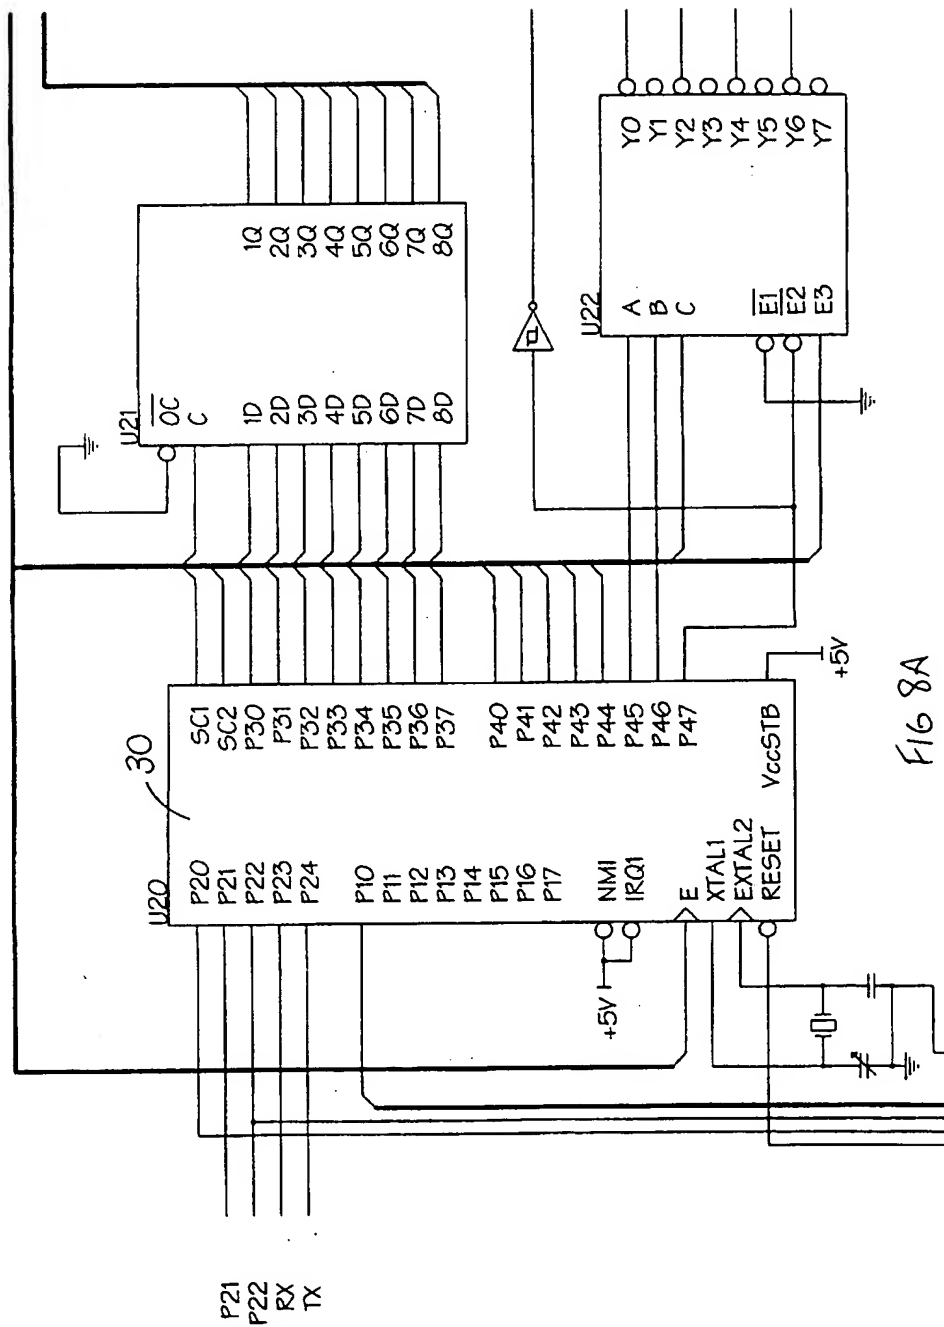 P21
P22
RX
TX
U20
30
P20
P21
P22
P23
P24
P10
P11
P12
P13
P14
P15
P16
P17
NMI
IRQ1
E
XTAL1
EXTAL2
RESET
SC1
SC2
P30
P31
P32
P33
P34
P35
P36
P37
P40
P41
P42
P43
P44
P45
P46
P47
VccSTB
+5V
+5V
U21
OC
C
1D
2D
3D
4D
5D
6D
7D
8D
1Q
2Q
3Q
4Q
5Q
6Q
7Q
8Q
U22
A
B
C
E1
E2
E3
Y0
Y1
Y2
Y3
Y4
Y5
Y6
Y7
FIG 8A